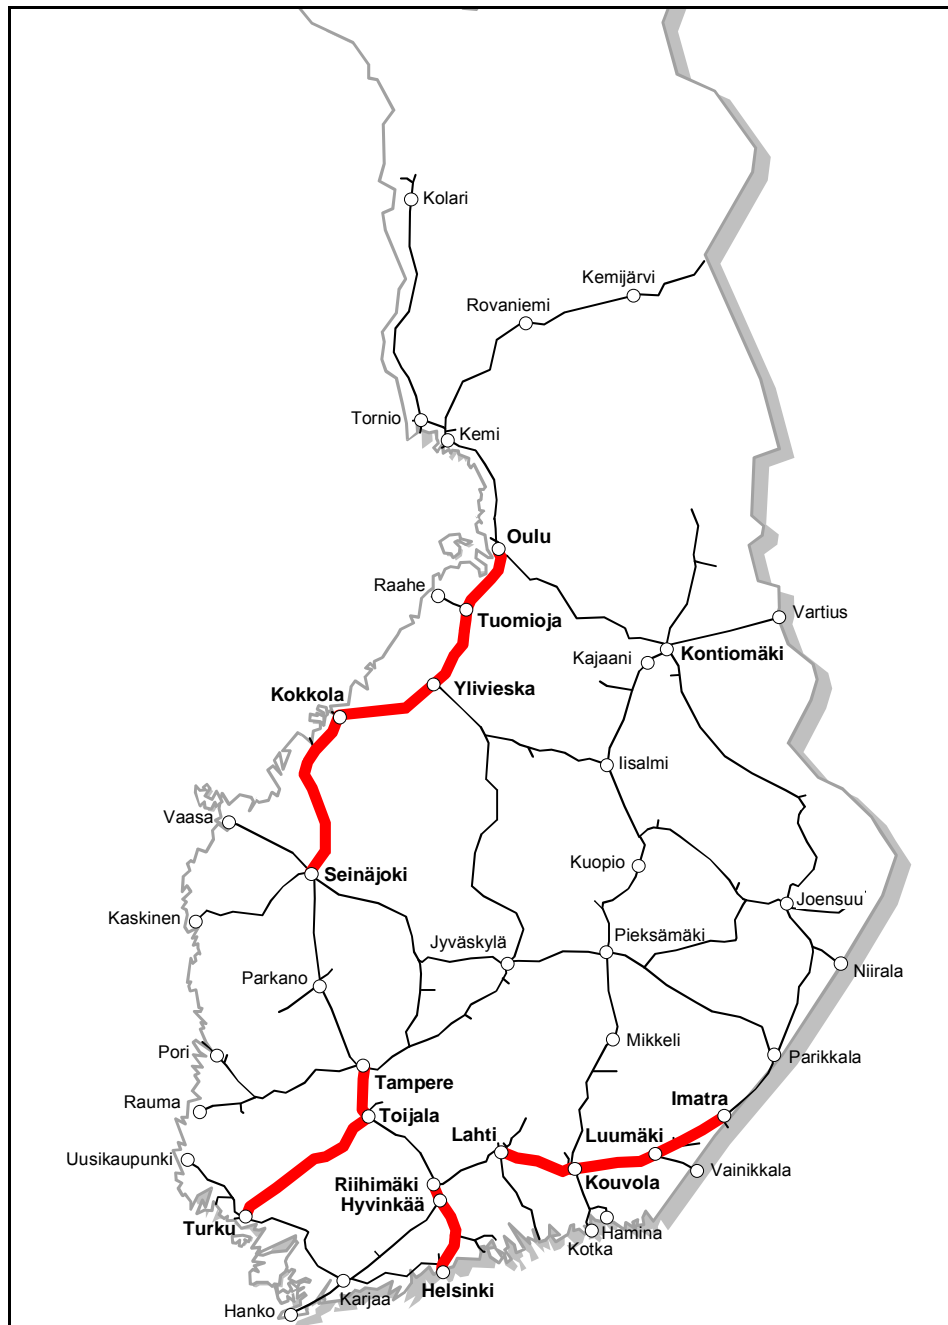 Kolari
Kemijärvi
Rovaniemi
Tornio
Kemi
Oulu
Raahe
Tuomioja
Vartius
Kontiomäki
Kajaani
Ylivieska
Kokkola
Iisalmi
Vaasa
Kuopio
Seinäjoki
Joensuu
Kaskinen
Jyväskylä
Pieksämäki
Niirala
Parkano
Mikkeli
Pori
Parikkala
Tampere
Rauma
Toijala
Imatra
Lahti
Luumäki
Uusikaupunki
Vainikkala
Riihimäki
Kouvola
Hyvinkää
Turku
Hamina
Kotka
Helsinki
Karjaa
Hanko